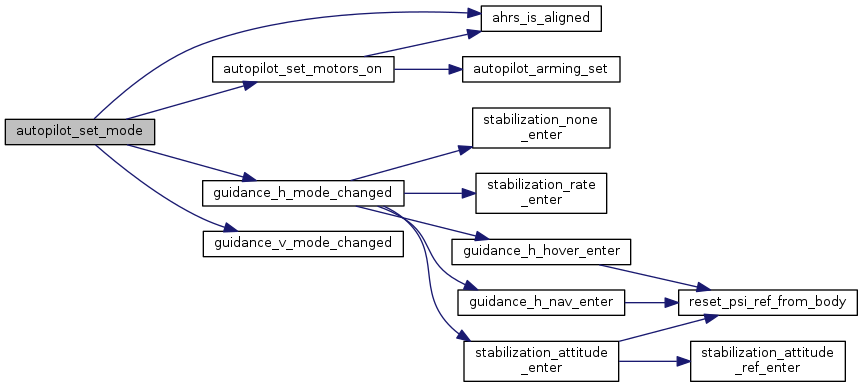 ahrs_is_aligned
autopilot_set_motors_on
autopilot_arming_set
autopilot_set_mode
stabilization_none
_enter
stabilization_rate
_enter
guidance_h_mode_changed
guidance_v_mode_changed
guidance_h_hover_enter
guidance_h_nav_enter
reset_psi_ref_from_body
stabilization_attitude
_enter
stabilization_attitude
_ref_enter